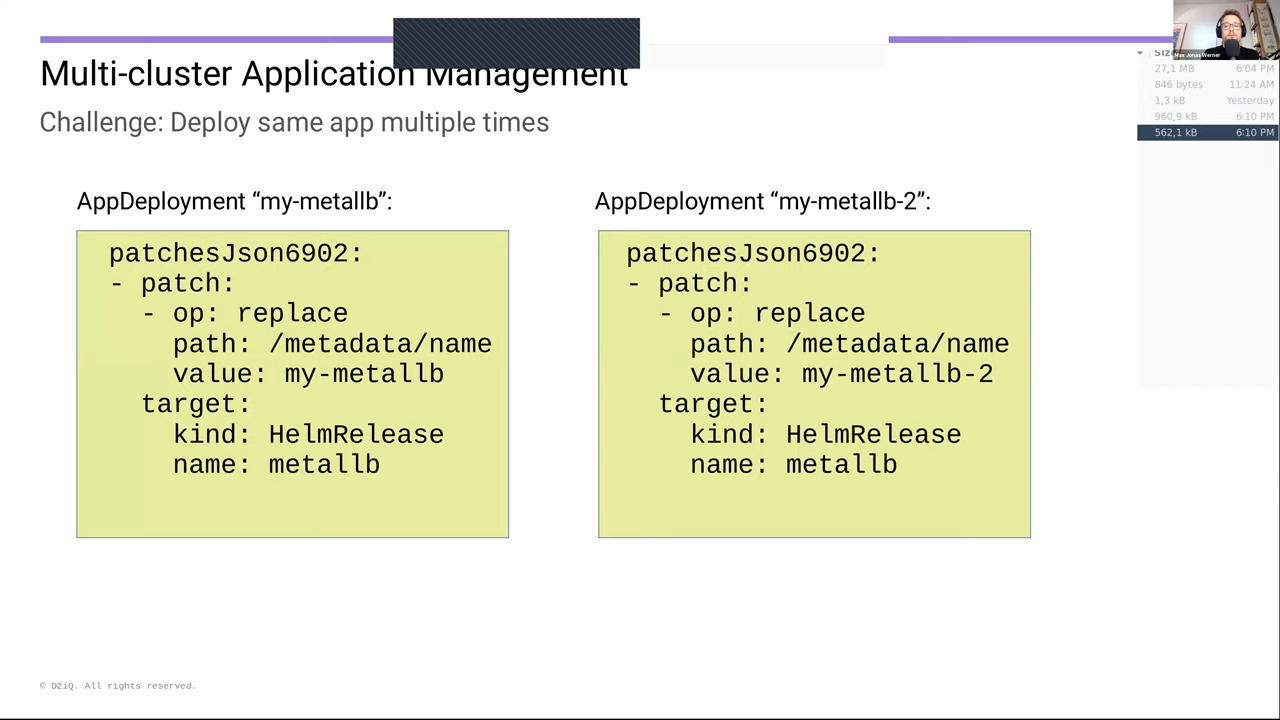 Multi-cluster Application Management
Challenge: Deploy same app multiple times
AppDeployment “my-metallb”:
patchesJson6902:
- patch:
- op: replace
path: /metadata/name
value: my-metallb
target:
kind: HelmRelease
name: metallb
AppDeployment “my-metallb-2”:
patchesJson6902:
- patch:
- op: replace
path: /metadata/name
value: my-metallb-2
target:
kind: HelmRelease
name: metallb
Max Jonas Werner
27,1 MB 6:04 PM
846 bytes 11:24 AM
1,3 kB Yesterday
960,9 kB 6:10 PM
562,1 kB 6:10 PM
© D2iQ. All rights reserved.